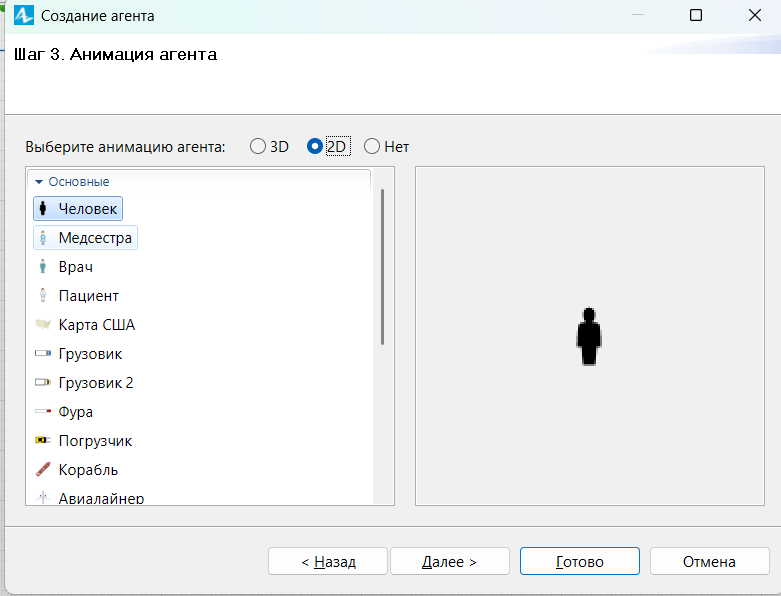 Создание агента
Шаг 3. Анимация агента
Выберите анимацию агента: 3D 2D Нет
Основные
Человек
Медсестра
Врач
Пациент
Карта США
Грузовик
Грузовик 2
Фура
Погрузчик
Корабль
Авиалайнер
< Назад Далее > Готово Отмена